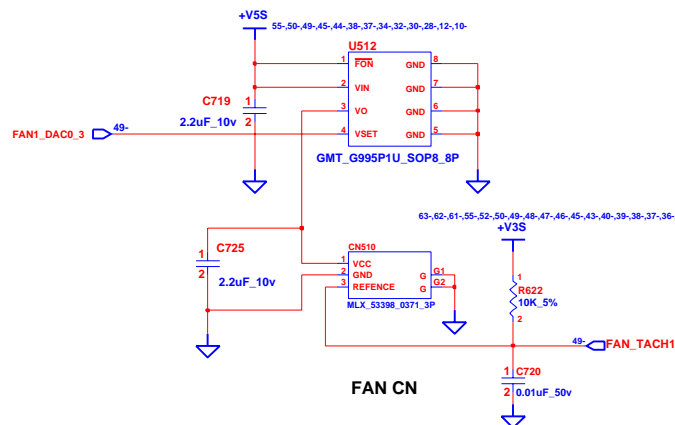 +V5S
55-,50-,49-,45-,44-,38-,37-,34-,32-,30-,28-,12-,10-
U512
1 FON GND 8
2 VIN GND 7
3 VO GND 6
4 VSET GND 5
GMT_G995P1U_SOP8_8P
C719
1
2
2.2uF_10v
FAN1_DAC0_3 49-
63-,62-,61-,55-,52-,50-,49-,48-,47-,46-,45-,43-,40-,39-,38-,37-,36-
+V3S
C725
1
2
2.2uF_10v
CN510
1 VCC
2 GND G G1
3 REFENCE G G2
MLX_53398_0371_3P
1
R622
10K_5%
2
49- FAN_TACH1
C720
1
2
0.01uF_50v
FAN CN